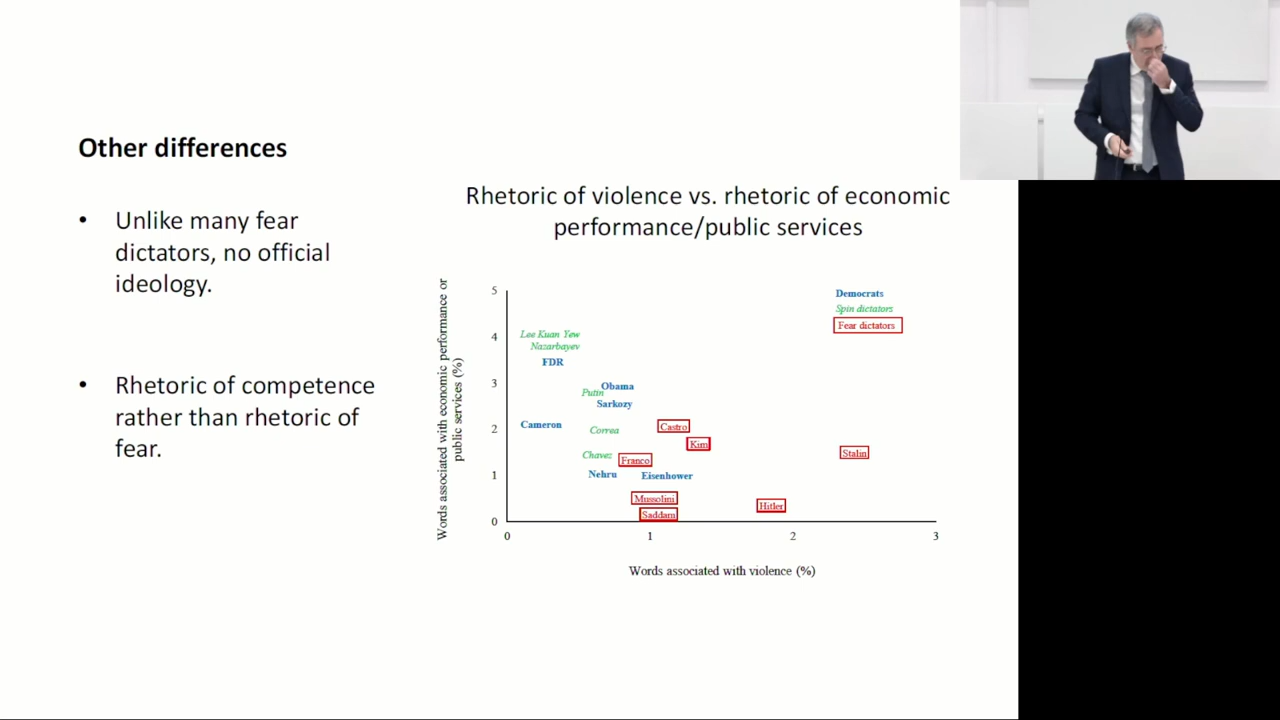 Other differences
• Unlike many fear
dictators, no official
ideology.
• Rhetoric of competence
rather than rhetoric of
fear.
Rhetoric of violence vs. rhetoric of economic
performance/public services
Words associated with economic performance or
public services (%)
5
4
3
2
1
0
Democrats
Spin dictators
Fear dictators
Lee Kuan Yew
Nazarbayev
FDR
Obama
Putin
Sarkozy
Cameron
Correa
Castro
Kim
Chavez
Franco
Stalin
Nehru
Eisenhower
Mussolini
Hitler
Saddam
0 1 2 3
Words associated with violence (%)